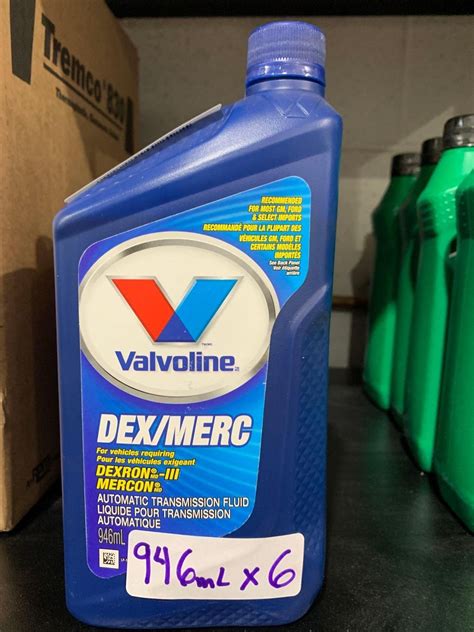 Tremco® 830
RECOMMENDED
FOR MOST GM, FORD
& SELECT IMPORTS
RECOMMANDÉ POUR LA PLUPART DES
VÉHICULES GM, FORD ET
CERTAINS MODÈLES
IMPORTÉS
See Back Panel
Voir étiquette
arrière
Valvoline
DEX/MERC
For vehicles requiring
Pour les véhicules exigeant
DEXRON-III
MERCON
AUTOMATIC TRANSMISSION FLUID
LIQUIDE POUR TRANSMISSION
AUTOMATIQUE
946mL
946mL x 6